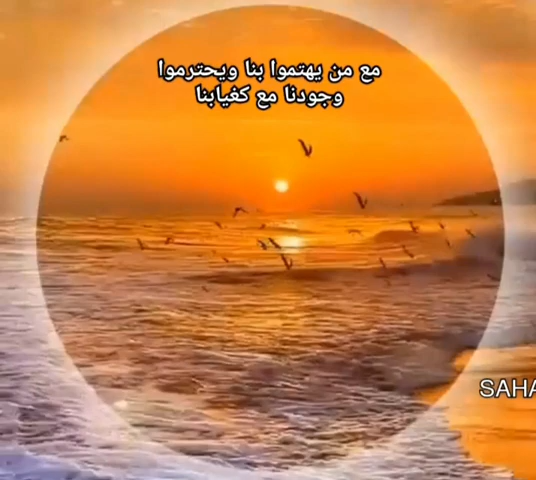 مع من يهتموا بنا ويحترموا
وجودنا مع كغيابنا
SAHA